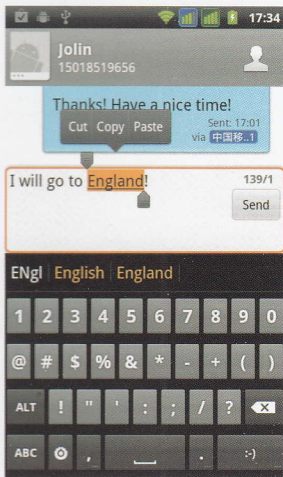 17:34
Jolin
15018519656
Thanks! Have a nice time!
Sent: 17:01
via 中国移..1
Cut Copy Paste
I will go to England!
139/1
Send
ENgl English England
1 2 3 4 5 6 7 8 9 0
@ # $ % & * - + ( )
ALT ! " ' : ; / ?
ABC , . :-)